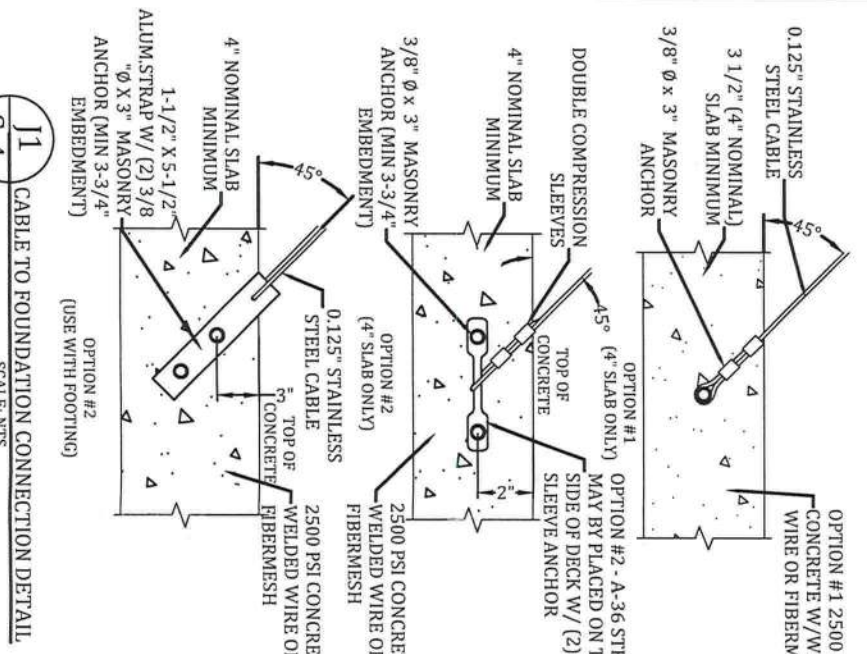 0.125" STAINLESS
STEEL CABLE
3 1/2" (4" NOMINAL)
SLAB MINIMUM
3/8" Ø x 3" MASONRY
ANCHOR
45°
OPTION #1 2500
CONCRETE W/W
WIRE OR FIBERM
OPTION #1
(4" SLAB ONLY)
DOUBLE COMPRESSION
SLEEVES
4" NOMINAL SLAB
MINIMUM
3/8" Ø x 3" MASONRY
ANCHOR (MIN 3-3/4"
EMBEDMENT)
45°
TOP OF
CONCRETE
2"
OPTION #2 - A-36 STE
MAY BY PLACED ON T
SIDE OF DECK W/ (2)
SLEEVE ANCHOR
2500 PSI CONCRE
WELDED WIRE O
FIBERMESH
OPTION #2
(4" SLAB ONLY)
45°
0.125" STAINLESS
STEEL CABLE
4" NOMINAL SLAB
MINIMUM
1-1/2" X 5-1/2"
ALUM.STRAP W/ (2) 3/8
"Ø X 3" MASONRY
ANCHOR (MIN 3-3/4"
EMBEDMENT)
3"
TOP OF
CONCRETE
2500 PSI CONCRE
WELDED WIRE O
FIBERMESH
OPTION #2
(USE WITH FOOTING)
J1
CABLE TO FOUNDATION CONNECTION DETAIL
SCALE: NTS